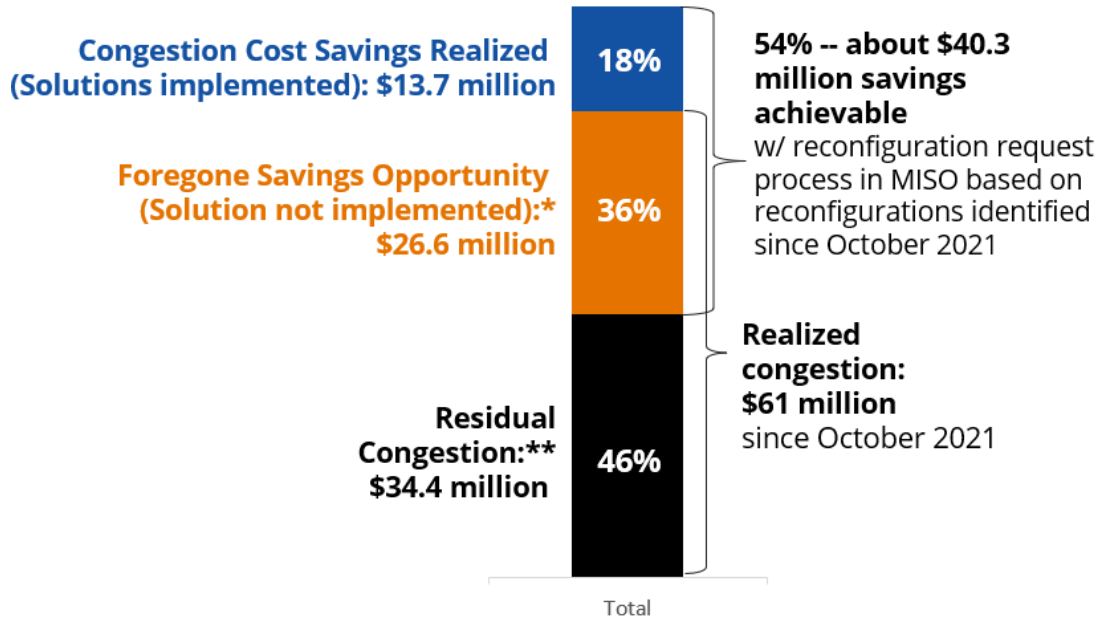 Congestion Cost Savings Realized
(Solutions implemented): $13.7 million
18%
54% -- about $40.3
million savings
achievable
w/ reconfiguration request
process in MISO based on
reconfigurations identified
since October 2021
Foregone Savings Opportunity
(Solution not implemented):*
$26.6 million
36%
Realized
congestion:
$61 million
since October 2021
Residual
Congestion:**
$34.4 million
46%
Total